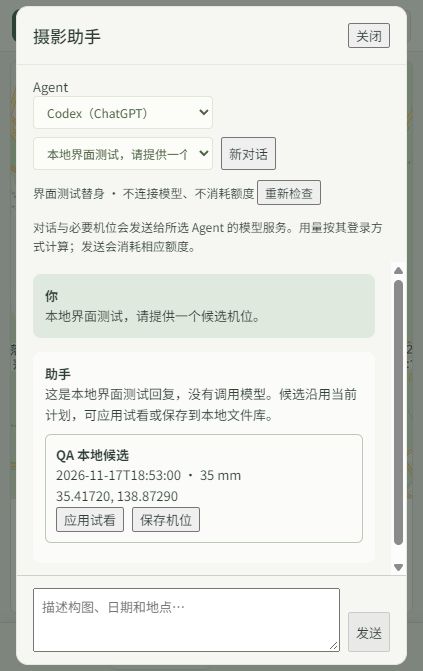 摄影助手
关闭
Agent
Codex（ChatGPT）
本地界面测试，请提供一个
新对话
界面测试替身 · 不连接模型、不消耗额度
重新检查
对话与必要机位会发送给所选 Agent 的模型服务。用量按其登录方
式计算；发送会消耗相应额度。
你
本地界面测试，请提供一个候选机位。
助手
这是本地界面测试回复，没有调用模型。候选沿用当前
计划，可应用试看或保存到本地文件库。
QA 本地候选
2026-11-17T18:53:00 · 35 mm
35.41720, 138.87290
应用试看
保存机位
描述构图、日期和地点…
发送